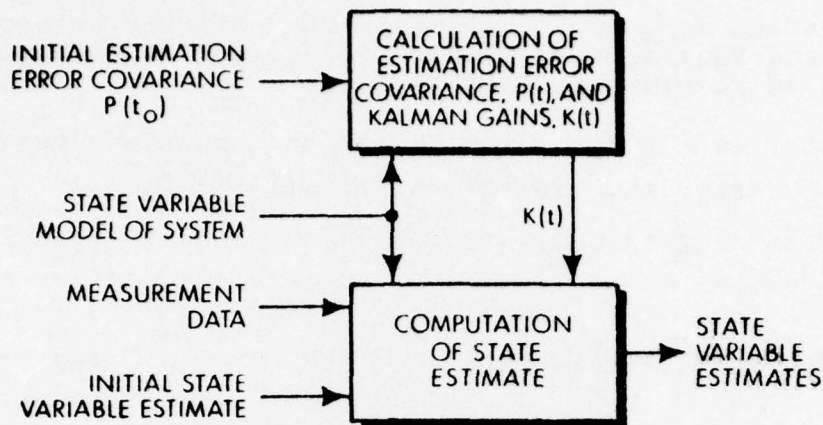 INITIAL ESTIMATION
ERROR COVARIANCE
P(t₀)
CALCULATION OF
ESTIMATION ERROR
COVARIANCE, P(t), AND
KALMAN GAINS, K(t)
STATE VARIABLE
MODEL OF SYSTEM
K(t)
MEASUREMENT
DATA
INITIAL STATE
VARIABLE ESTIMATE
COMPUTATION
OF STATE
ESTIMATE
STATE
VARIABLE
ESTIMATES